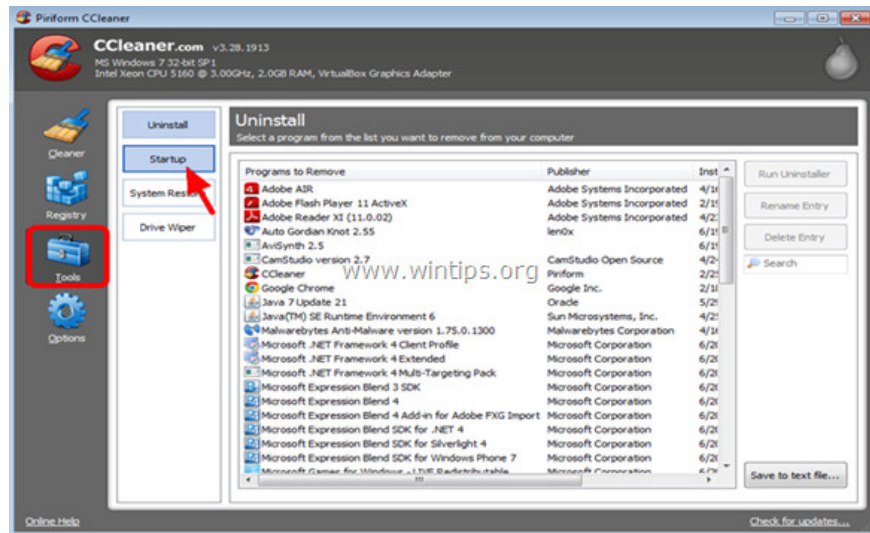 Piriform CCleaner
CCleaner.com v3.28.1913
MS Windows 7 32-bit SP1
Intel Xeon CPU 5160 @ 3.00GHz, 2.0GB RAM, VirtualBox Graphics Adapter
Cleaner
Registry
Tools
Options
Uninstall
Startup
System Rest
Drive Wiper
Uninstall
Select a program from the list you want to remove from your computer
Programs to Remove Publisher Inst
Adobe AIR Adobe Systems Incorporated
Adobe Flash Player 11 ActiveX Adobe Systems Incorporated
Adobe Reader XI (11.0.02) Adobe Systems Incorporated
Auto Gordian Knot 2.55 len0x
AviSynth 2.5
CamStudio version 2.7 CamStudio Open Source
CCleaner Piriform
Google Chrome Google Inc.
Java 7 Update 21 Oracle
Java(TM) SE Runtime Environment 6 Sun Microsystems, Inc.
Malwarebytes Anti-Malware version 1.75.0.1300 Malwarebytes Corporation
Microsoft .NET Framework 4 Client Profile Microsoft Corporation
Microsoft .NET Framework 4 Extended Microsoft Corporation
Microsoft .NET Framework 4 Multi-Targeting Pack Microsoft Corporation
Microsoft Expression Blend 3 SDK Microsoft Corporation
Microsoft Expression Blend 4 Microsoft Corporation
Microsoft Expression Blend 4 Add-in for Adobe FXG Import Microsoft Corporation
Microsoft Expression Blend SDK for .NET 4 Microsoft Corporation
Microsoft Expression Blend SDK for Silverlight 4 Microsoft Corporation
Microsoft Expression Blend SDK for Windows Phone 7 Microsoft Corporation
Microsoft Games for Windows - LIVE Redistributable Microsoft Corporation
www.wintips.org
Run Uninstaller
Rename Entry
Delete Entry
Search
Save to text file...
Online Help
Check for updates...